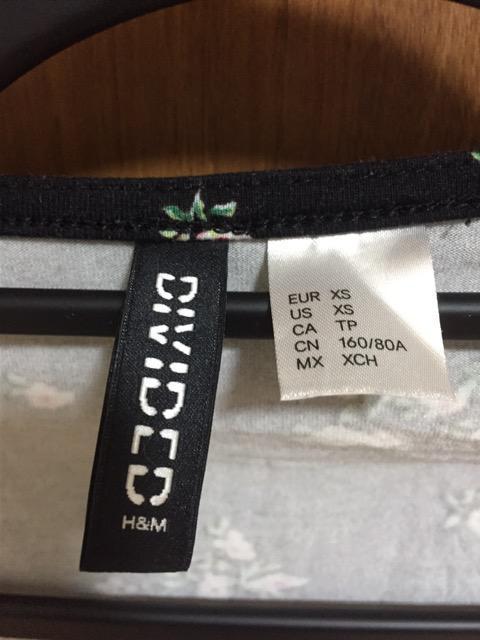 DIVIDED
H&M
EUR XS
US XS
CA TP
CN 160/80A
MX XCH